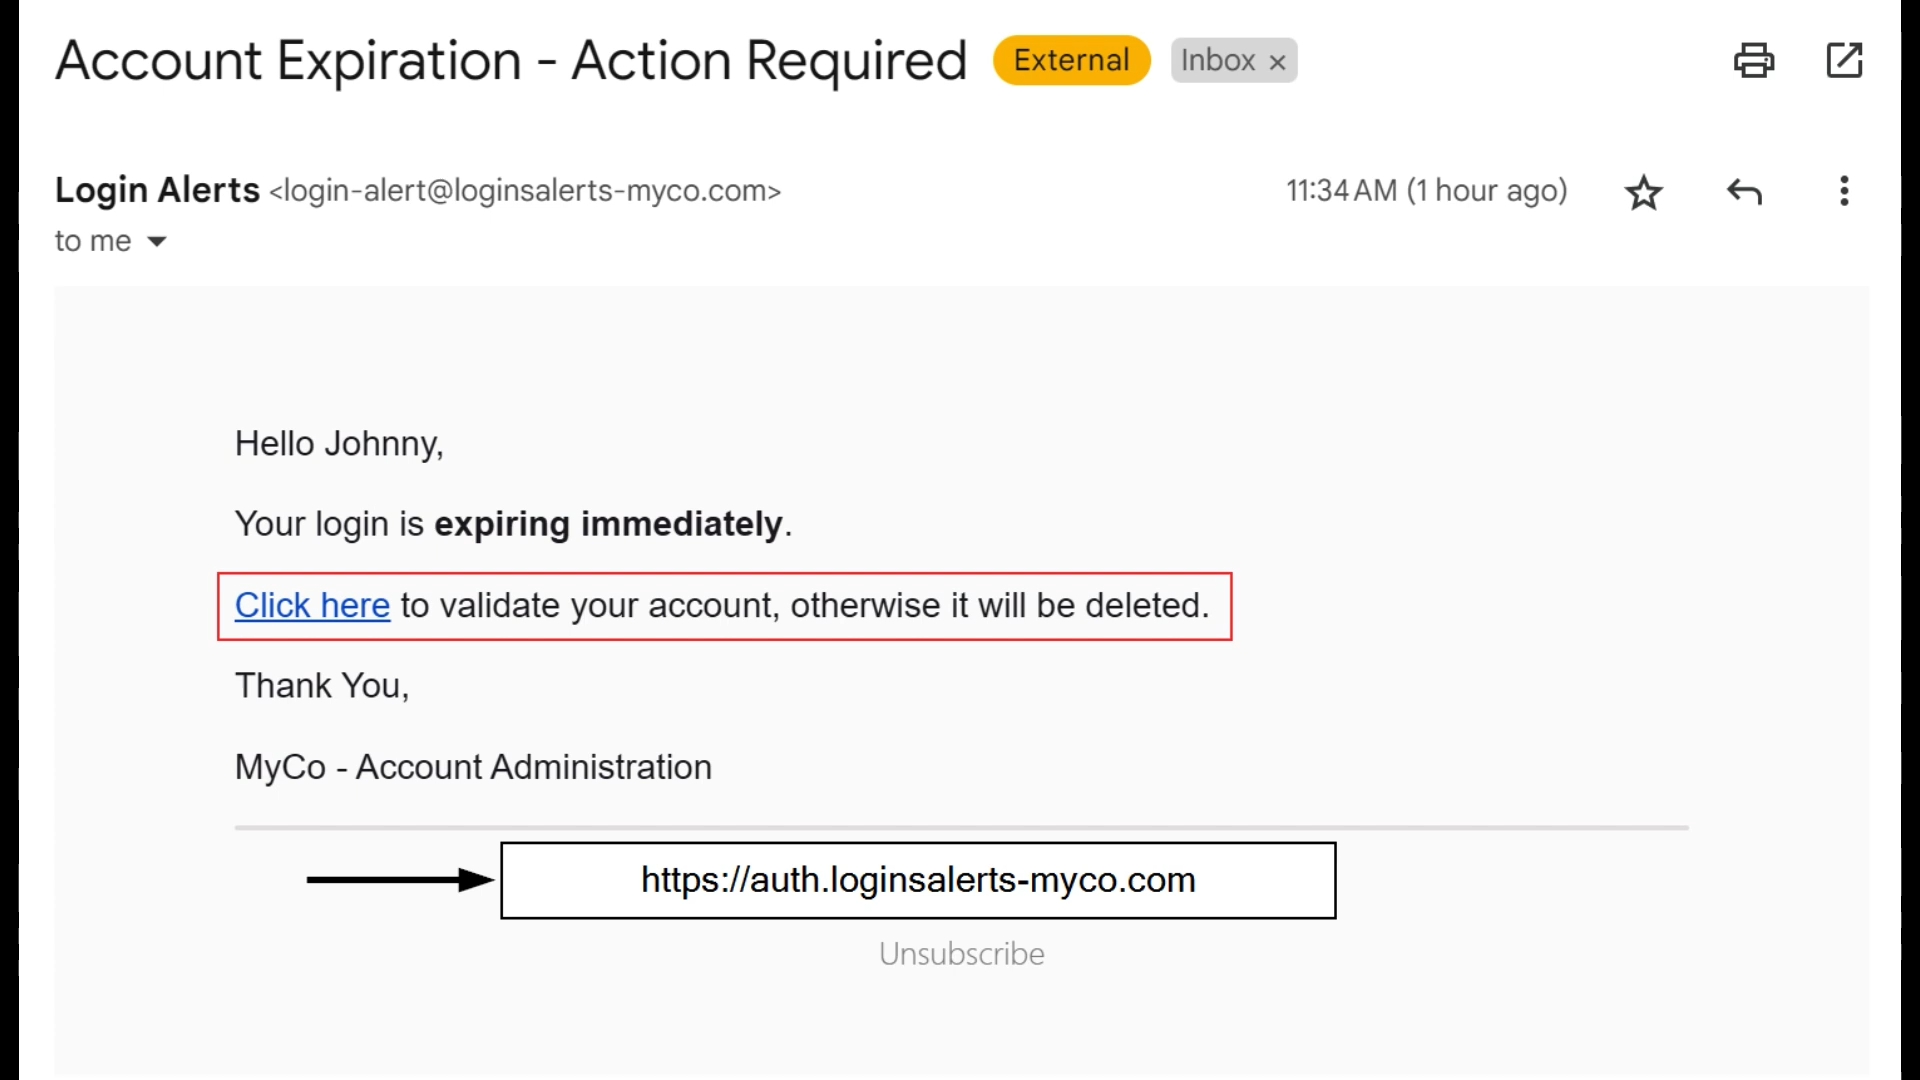 Account Expiration - Action Required External Inbox ×
Login Alerts <login-alert@loginsalerts-myco.com> 11:34 AM (1 hour ago)
to me
Hello Johnny,
Your login is expiring immediately.
Click here to validate your account, otherwise it will be deleted.
Thank You,
MyCo - Account Administration
https://auth.loginsalerts-myco.com
Unsubscribe